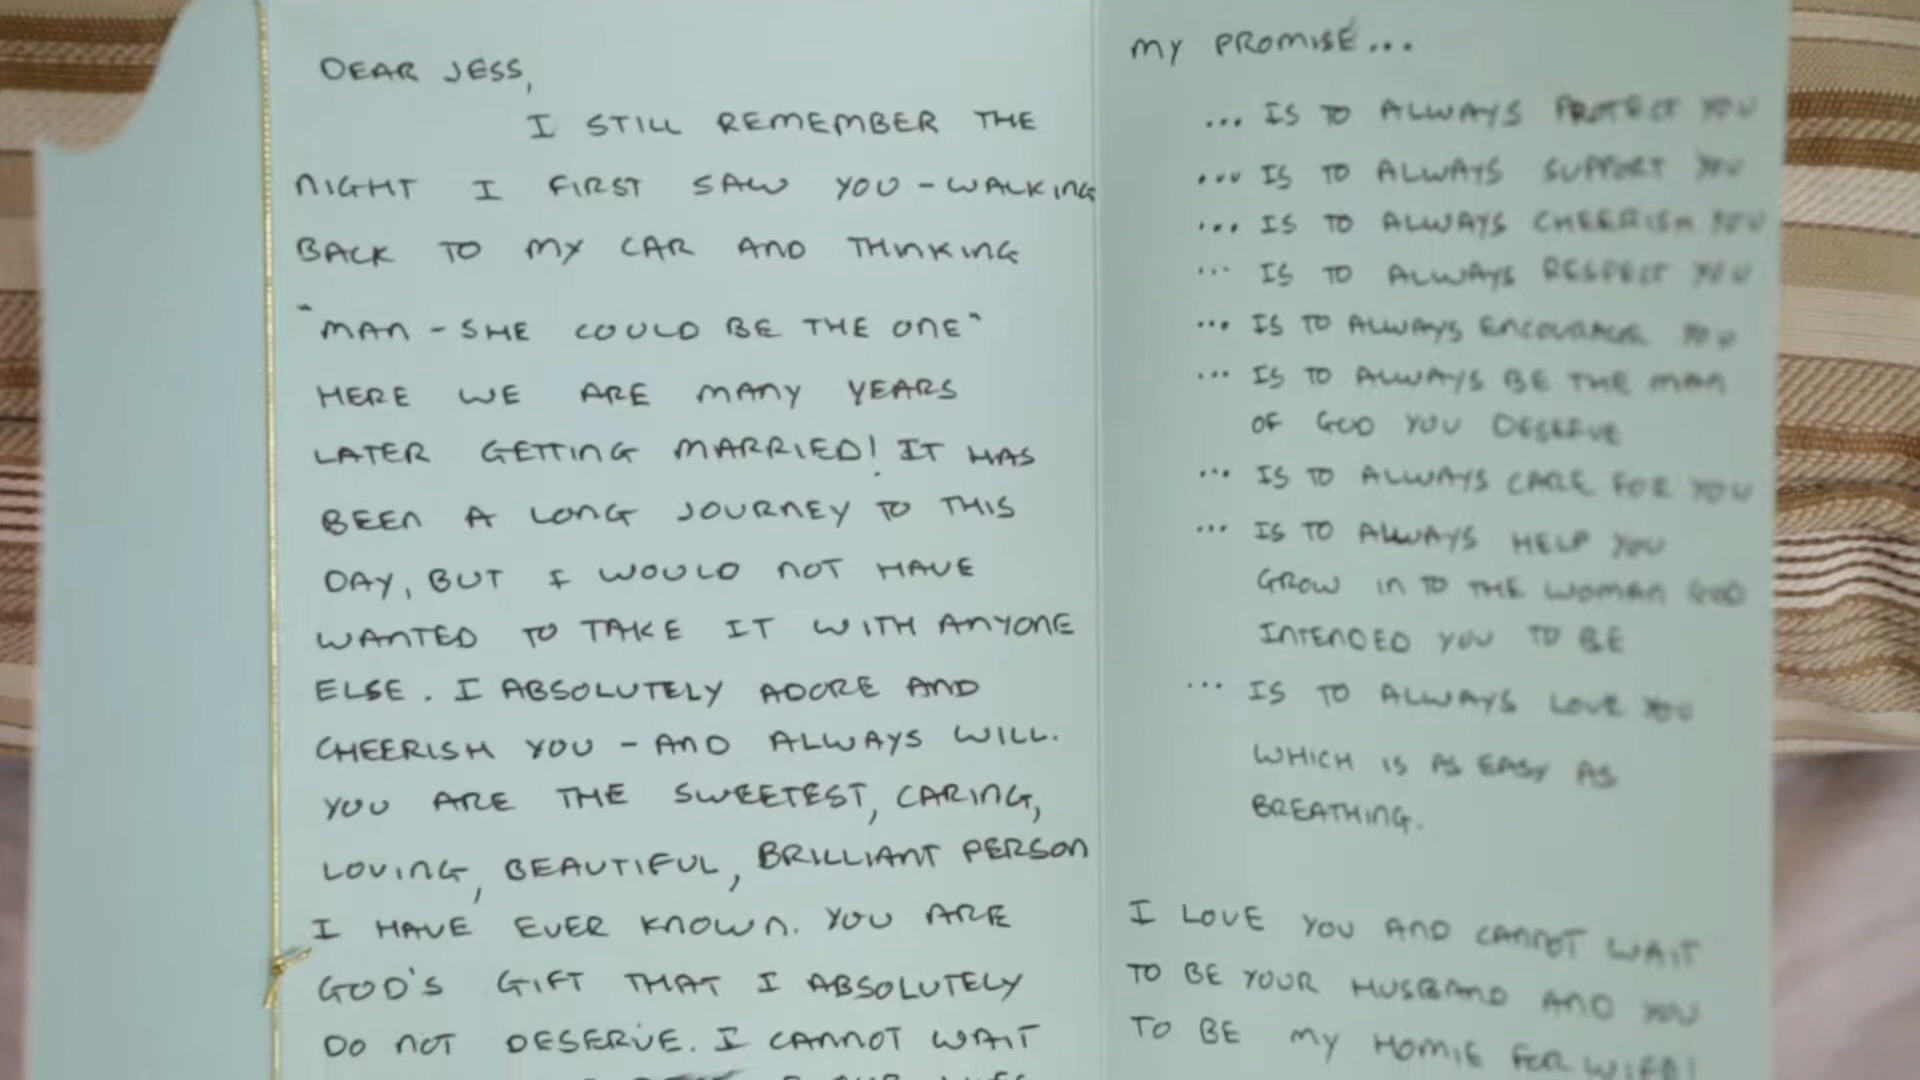 DEAR JESS,
I STILL REMEMBER THE
NIGHT I FIRST SAW YOU - WALKING
BACK TO MY CAR AND THINKING
"MAN - SHE COULD BE THE ONE"
HERE WE ARE MANY YEARS
LATER GETTING MARRIED! IT HAS
BEEN A LONG JOURNEY TO THIS
DAY, BUT I WOULD NOT HAVE
WANTED TO TAKE IT WITH ANYONE
ELSE. I ABSOLUTELY ADORE AND
CHEERISH YOU - AND ALWAYS WILL.
YOU ARE THE SWEETEST, CARING,
LOVING, BEAUTIFUL, BRILLIANT PERSON
I HAVE EVER KNOWN. YOU ARE
GOD'S GIFT THAT I ABSOLUTELY
DO NOT DESERVE. I CANNOT WAIT
MY PROMISE...
... IS TO ALWAYS PROTECT YOU
... IS TO ALWAYS SUPPORT YOU
... IS TO ALWAYS CHEERISH YOU
... IS TO ALWAYS RESPECT YOU
... IS TO ALWAYS ENCOURAGE YOU
... IS TO ALWAYS BE THE MAN
OF GOD YOU DESERVE
... IS TO ALWAYS CARE FOR YOU
... IS TO ALWAYS HELP YOU
GROW IN TO THE WOMAN GOD
INTENDED YOU TO BE
... IS TO ALWAYS LOVE YOU
WHICH IS AS EASY AS
BREATHING.
I LOVE YOU AND CANNOT WAIT
TO BE YOUR HUSBAND AND YOU
TO BE MY HOMIE FOR WIFE!